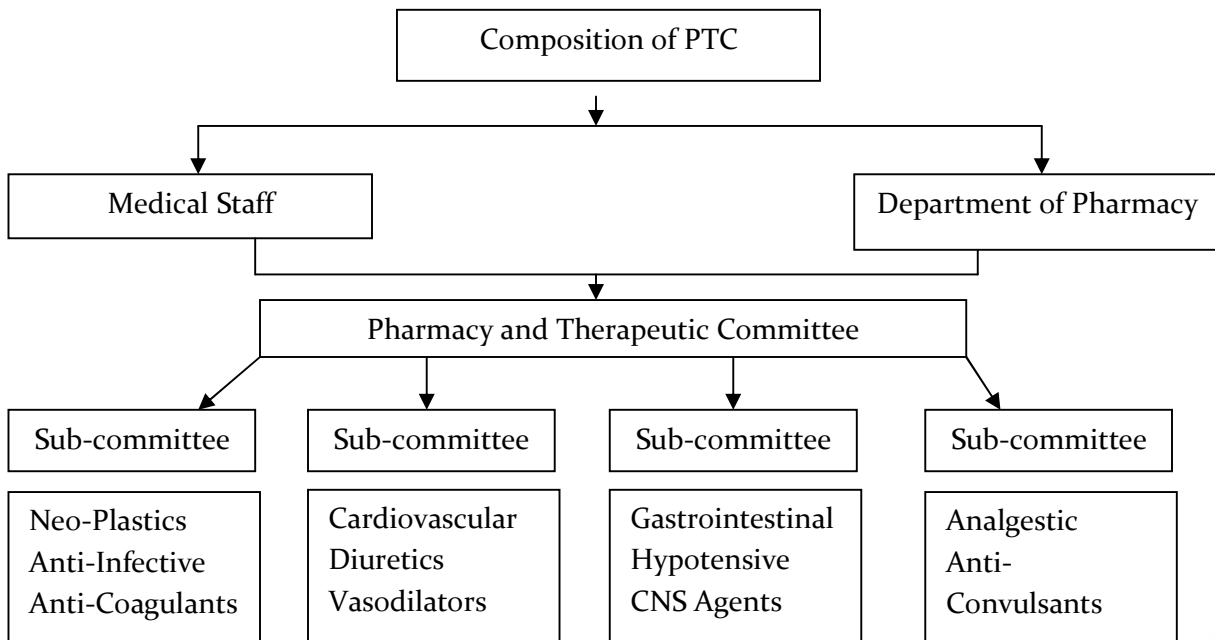 Composition of PTC
Medical Staff
Department of Pharmacy
Pharmacy and Therapeutic Committee
Sub-committee
Sub-committee
Sub-committee
Sub-committee
Neo-Plastics
Anti-Infective
Anti-Coagulants
Cardiovascular
Diuretics
Vasodilators
Gastrointestinal
Hypotensive
CNS Agents
Analgestic
Anti-
Convulsants